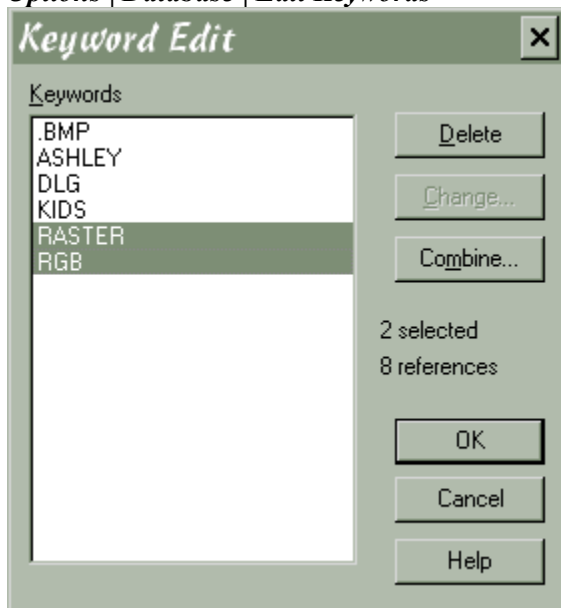 Options | Database | Edit Keywords
Keyword Edit
Keywords
.BMP
ASHLEY
DLG
KIDS
RASTER
RGB
Delete
Change...
Combine...
2 selected
8 references
OK
Cancel
Help